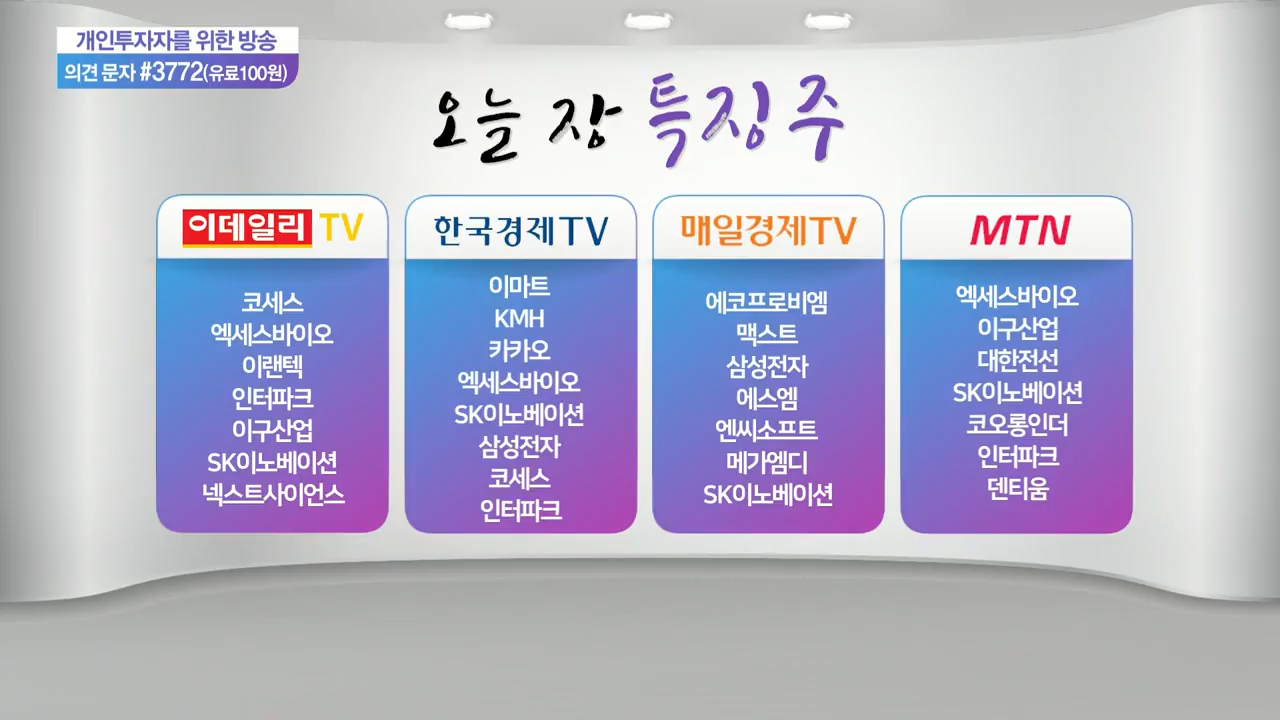 개인투자자를 위한 방송
의견 문자 #3772(유료100원)
오늘 장 특징주
이데일리 TV
코세스
엑세스바이오
이랜텍
인터파크
이구산업
SK이노베이션
넥스트사이언스
한국경제TV
이마트
KMH
카카오
엑세스바이오
SK이노베이션
삼성전자
코세스
인터파크
매일경제TV
에코프로비엠
맥스트
삼성전자
에스엠
엔씨소프트
메가엠디
SK이노베이션
MTN
엑세스바이오
이구산업
대한전선
SK이노베이션
코오롱인더
인터파크
덴티움